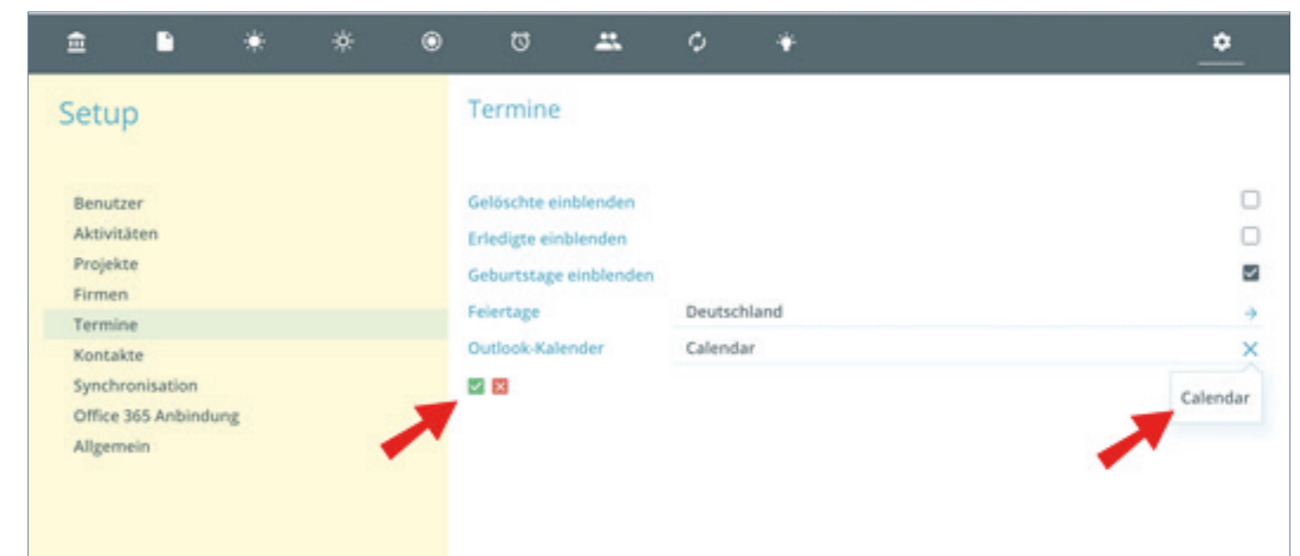 Setup
Benutzer
Aktivitäten
Projekte
Firmen
Termine
Kontakte
Synchronisation
Office 365 Anbindung
Allgemein
Termine
Gelöschte einblenden
Erledigte einblenden
Geburtstage einblenden
Feiertage Deutschland
Outlook-Kalender Calendar
Calendar